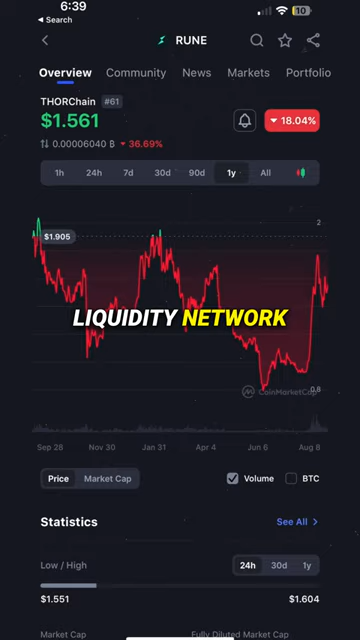 6:39
10
Search
RUNE
Overview Community News Markets Portfolio
THORChain #61
$1.561
18.04%
0.00006040 ₿ 36.69%
1h 24h 7d 30d 90d 1y All
2
$1.905
LIQUIDITY NETWORK
CoinMarketCap
0.8
Sep 28 Nov 30 Jan 31 Apr 4 Jun 6 Aug 8
Price Market Cap Volume BTC
Statistics See All
Low / High 24h 30d 1y
$1.551 $1.604
Market Cap Fully Diluted Market Cap